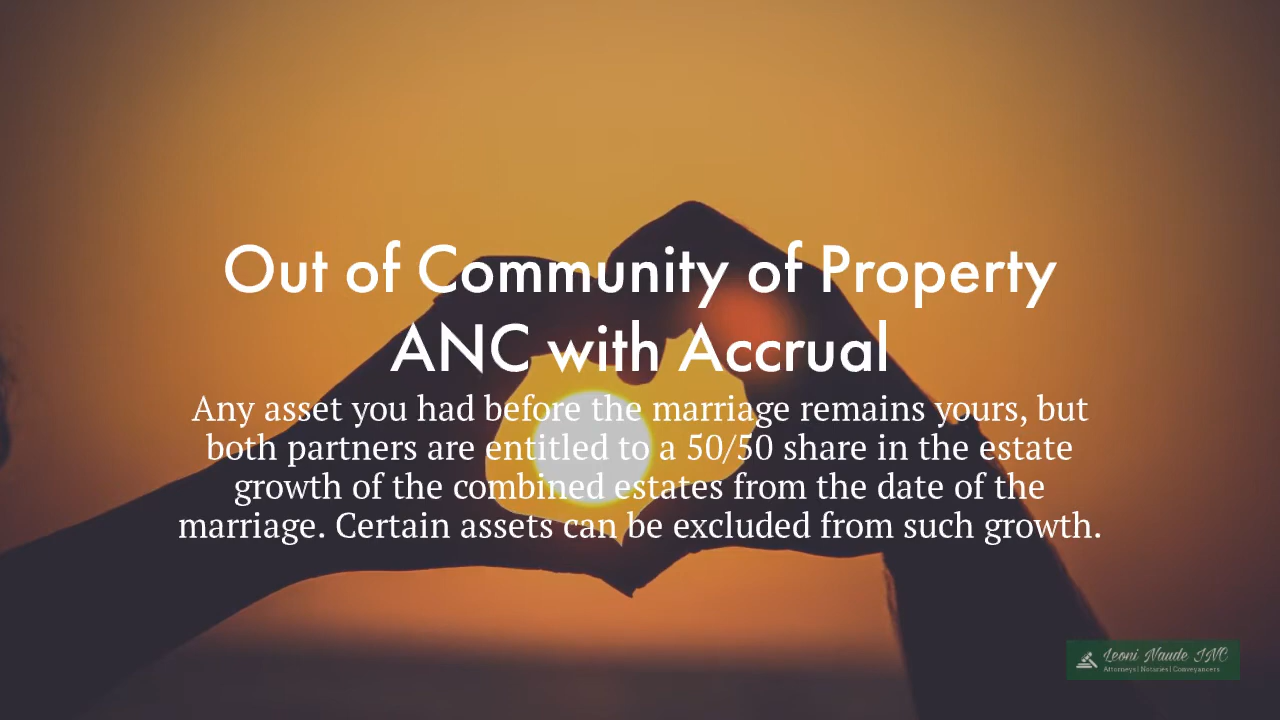 Out of Community of Property
ANC with Accrual
Any asset you had before the marriage remains yours, but
both partners are entitled to a 50/50 share in the estate
growth of the combined estates from the date of the
marriage. Certain assets can be excluded from such growth.
Leoni Naude INC
Attorneys | Notaries | Conveyancers